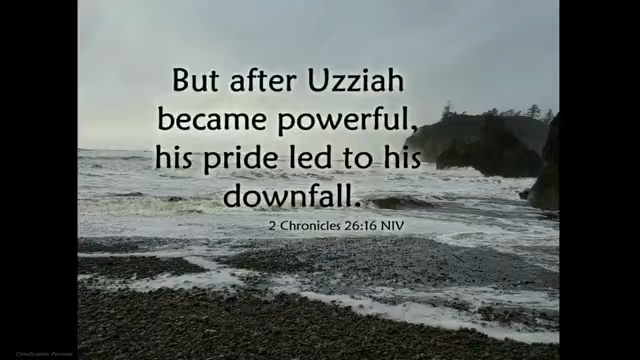 But after Uzziah
became powerful,
his pride led to his
downfall.
2 Chronicles 26:16 NIV